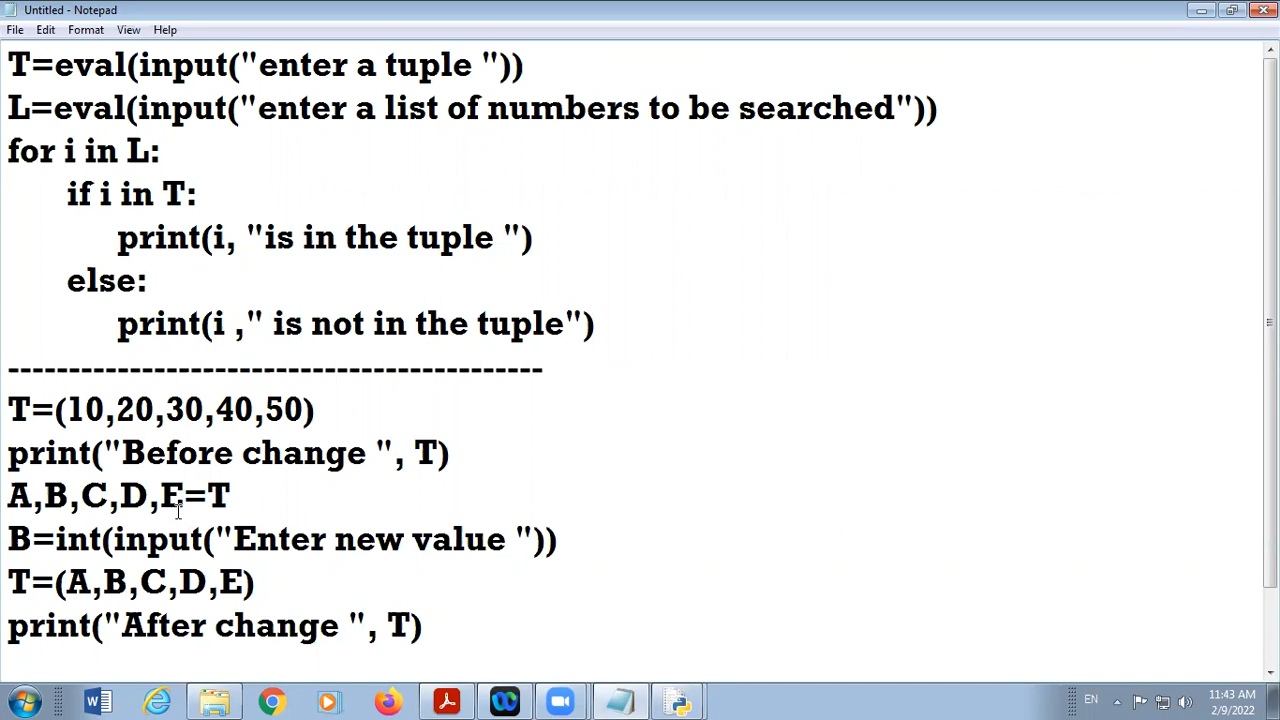 Untitled - Notepad
File Edit Format View Help
T=eval(input("enter a tuple "))
L=eval(input("enter a list of numbers to be searched"))
for i in L:
if i in T:
print(i, "is in the tuple ")
else:
print(i ," is not in the tuple")
--------------------------------------------
T=(10,20,30,40,50)
print("Before change ", T)
A,B,C,D,E=T
B=int(input("Enter new value "))
T=(A,B,C,D,E)
print("After change ", T)
EN
11:43 AM
2/9/2022